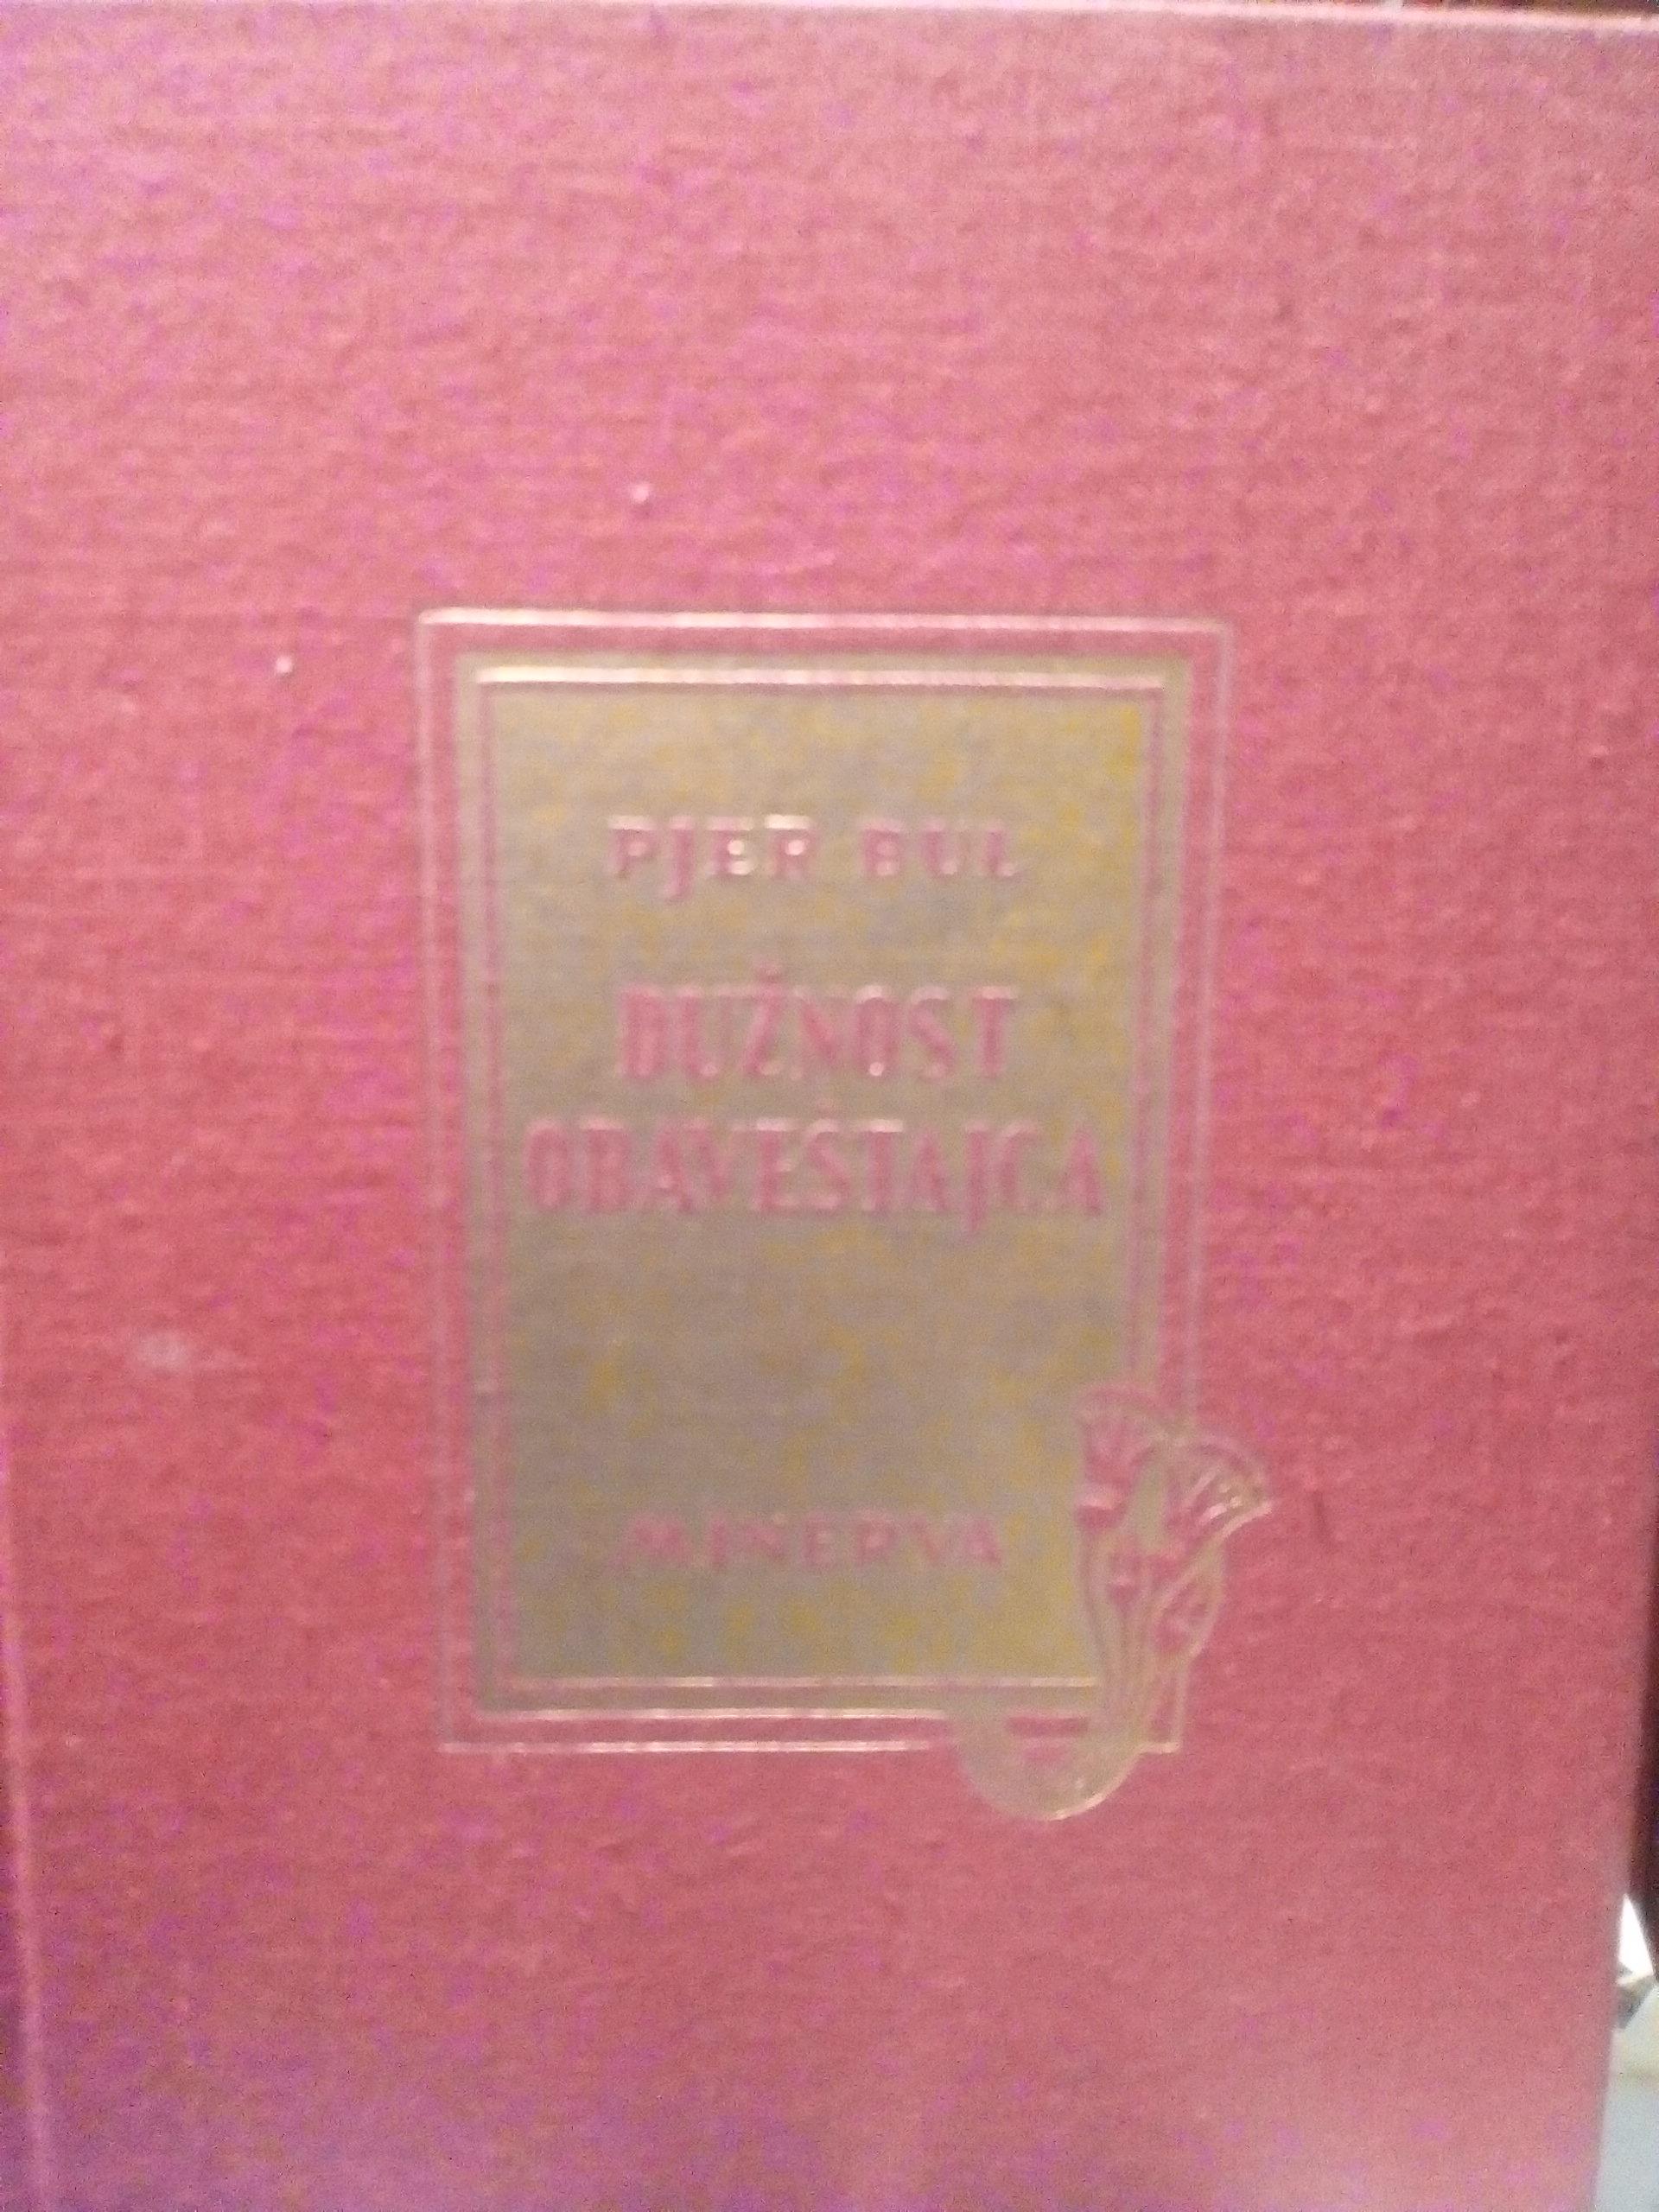 PJER BUL
DUŽNOST
OBAVEŠTAJCA
MINERVA